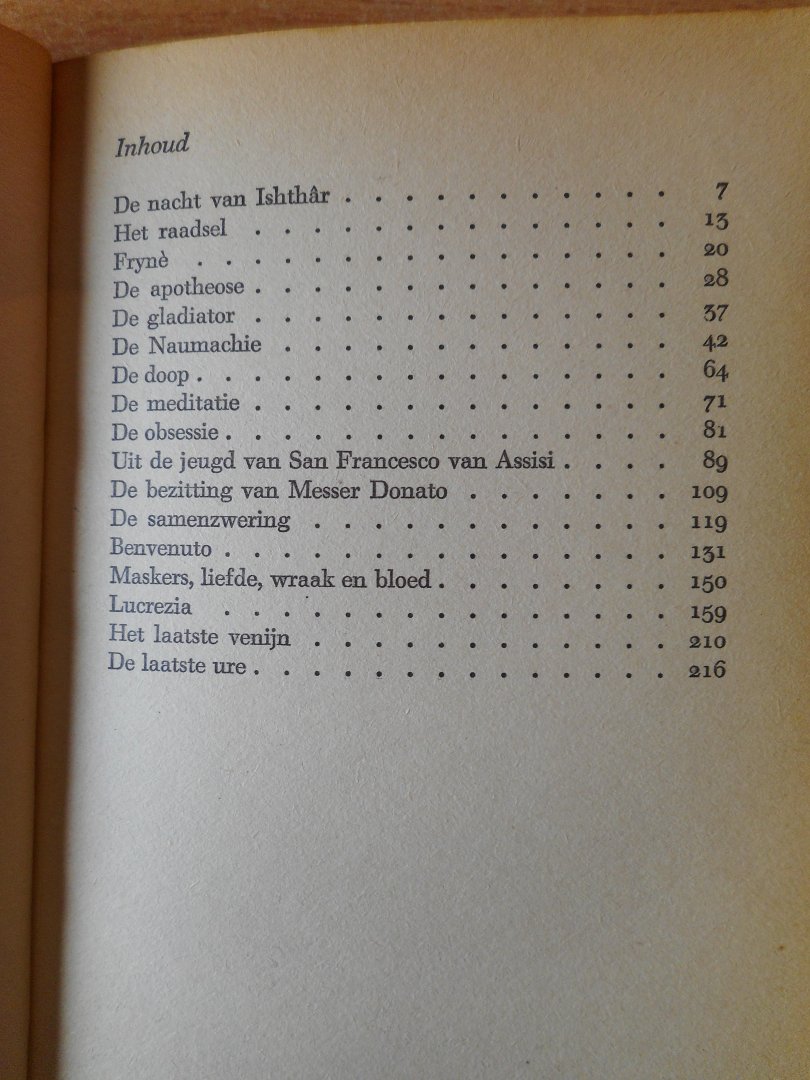 Inhoud
De nacht van Ishthâr . . . . . . . . . . . 7
Het raadsel . . . . . . . . . . . . . . 13
Frynè . . . . . . . . . . . . . . . . 20
De apotheose . . . . . . . . . . . . . . 28
De gladiator . . . . . . . . . . . . . . 37
De Naumachie . . . . . . . . . . . . . 42
De doop . . . . . . . . . . . . . . . . 64
De meditatie . . . . . . . . . . . . . . 71
De obsessie . . . . . . . . . . . . . . . 81
Uit de jeugd van San Francesco van Assisi . . . . 89
De bezitting van Messer Donato . . . . . . . 109
De samenzwering . . . . . . . . . . . . 119
Benvenuto . . . . . . . . . . . . . . . 131
Maskers, liefde, wraak en bloed . . . . . . . . 150
Lucrezia . . . . . . . . . . . . . . . 159
Het laatste venijn . . . . . . . . . . . . 210
De laatste ure . . . . . . . . . . . . . . 216